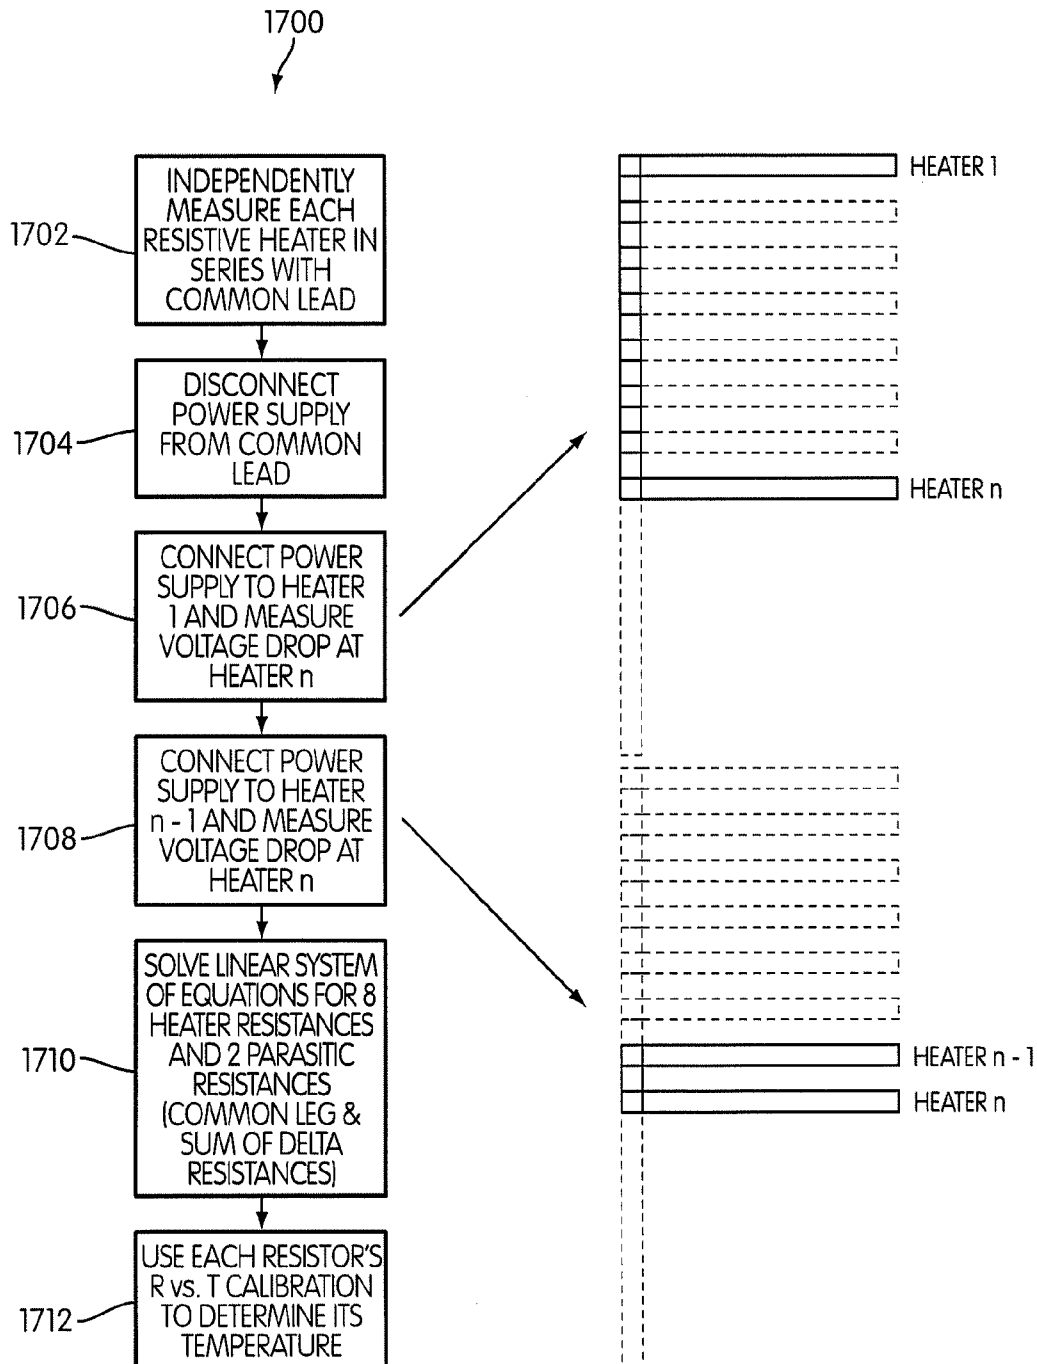 1700
1702
INDEPENDENTLY
MEASURE EACH
RESISTIVE HEATER IN
SERIES WITH
COMMON LEAD
1704
DISCONNECT
POWER SUPPLY
FROM COMMON
LEAD
1706
CONNECT POWER
SUPPLY TO HEATER
1 AND MEASURE
VOLTAGE DROP AT
HEATER n
1708
CONNECT POWER
SUPPLY TO HEATER
n - 1 AND MEASURE
VOLTAGE DROP AT
HEATER n
1710
SOLVE LINEAR SYSTEM
OF EQUATIONS FOR 8
HEATER RESISTANCES
AND 2 PARASITIC
RESISTANCES
(COMMON LEG &
SUM OF DELTA
RESISTANCES)
1712
USE EACH RESISTOR'S
R vs. T CALIBRATION
TO DETERMINE ITS
TEMPERATURE
HEATER 1
HEATER n
HEATER n - 1
HEATER n